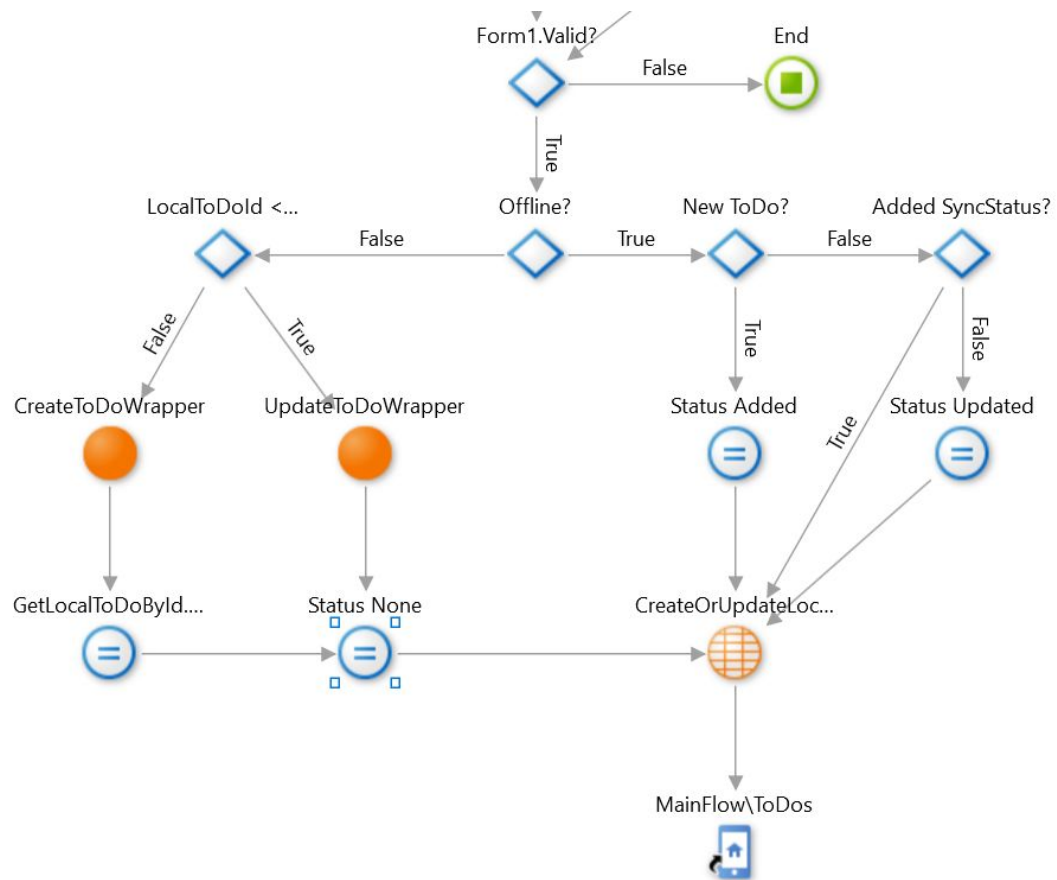 Form1.Valid?
End
False
True
LocalToDoId <...
Offline?
New ToDo?
Added SyncStatus?
False
True
False
False
True
True
False
True
CreateToDoWrapper
UpdateToDoWrapper
Status Added
Status Updated
GetLocalToDoById....
Status None
CreateOrUpdateLoc...
MainFlow\ToDos